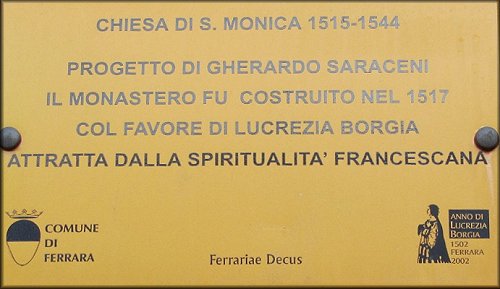 CHIESA DI S. MONICA 1515-1544
PROGETTO DI GHERARDO SARACENI
IL MONASTERO FU COSTRUITO NEL 1517
COL FAVORE DI LUCREZIA BORGIA
ATTRATTA DALLA SPIRITUALITA' FRANCESCANA
COMUNE
DI
FERRARA
Ferrariae Decus
ANNO DI
LUCREZIA
BORGIA
1502
FERRARA
2002